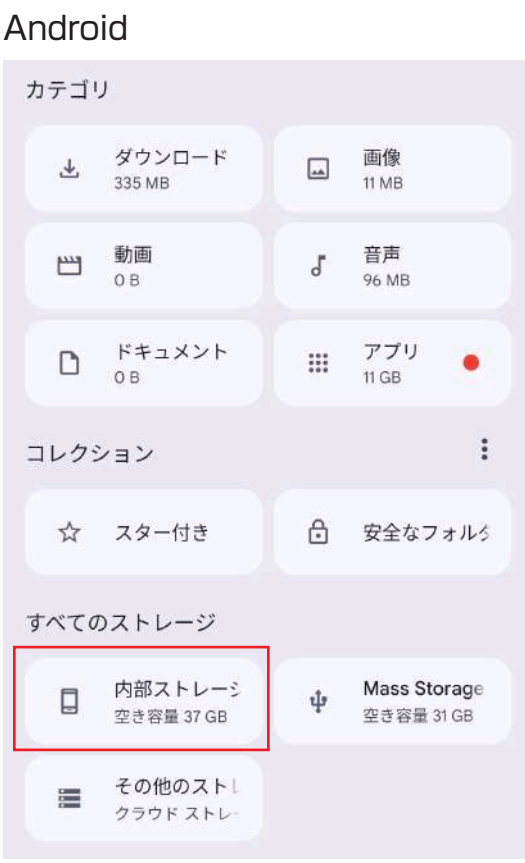 Android
カテゴリ
ダウンロード
335 MB
画像
11 MB
動画
0 B
音声
96 MB
ドキュメント
0 B
アプリ
11 GB
コレクション
スター付き
安全なフォルダ
すべてのストレージ
内部ストレージ
空き容量 37 GB
Mass Storage
空き容量 31 GB
その他のスト
クラウド ストレー